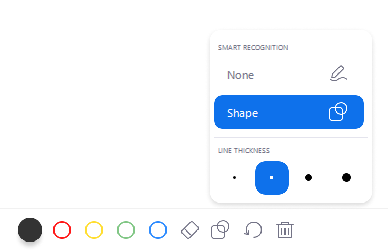 SMART RECOGNITION
None
Shape
LINE THICKNESS